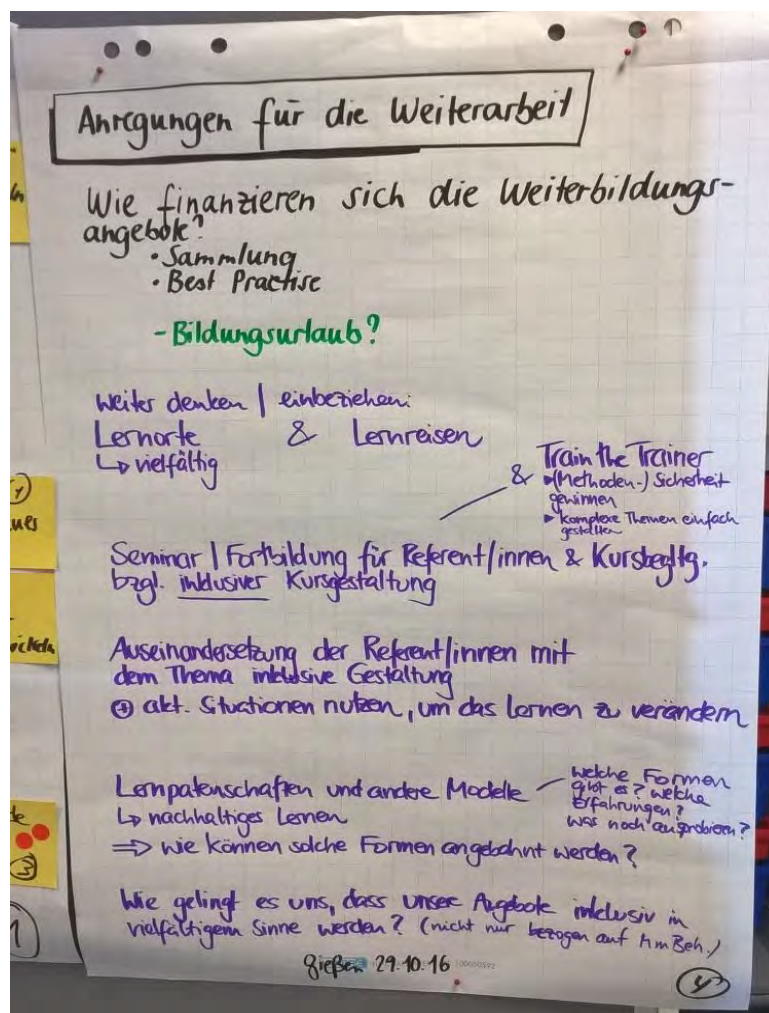 Anregungen für die Weiterarbeit
Wie finanzieren sich die Weiterbildungs-
angebote?
• Sammlung
• Best Practise
- Bildungsurlaub?
weiter denken / einbeziehen:
Lernorte & Lernreisen
↳ vielfältig
& Train the Trainer
▸ (Methoden-) Sicherheit
gewinnen
▸ komplexe Themen einfach
gestalten
Seminar / Fortbildung für Referent/innen & Kursbegltg.
bzgl. inklusiver Kursgestaltung
Auseinandersetzung der Referent/innen mit
dem Thema inklusive Gestaltung
akt. Situationen nutzen, um das Lernen zu verändern
Lernpatenschaften und andere Modelle
↳ nachhaltiges Lernen
welche Formen
gibt es? welche
Erfahrungen?
was noch ausprobieren?
⇒ wie können solche Formen angebahnt werden?
Wie gelingt es uns, dass unser Angebote inklusiv in
vielfältigem Sinne werden? (nicht nur bezogen auf Beh.)
Gießen 29.10.16
4
3
1